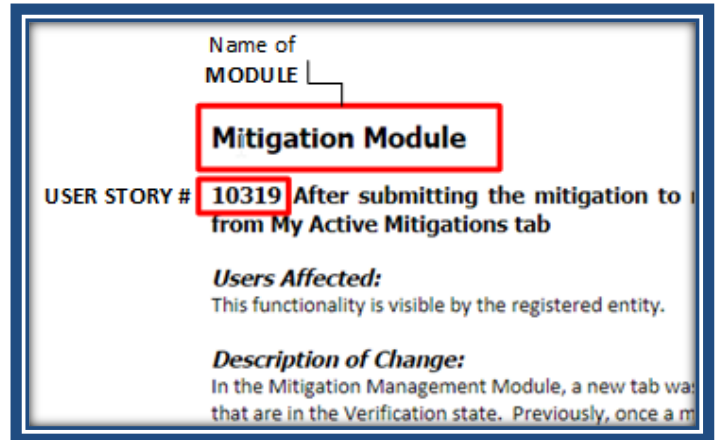 Name of
MODULE
Mitigation Module
USER STORY # 10319 After submitting the mitigation to
from My Active Mitigations tab
Users Affected:
This functionality is visible by the registered entity.
Description of Change:
In the Mitigation Management Module, a new tab was
that are in the Verification state. Previously, once a m